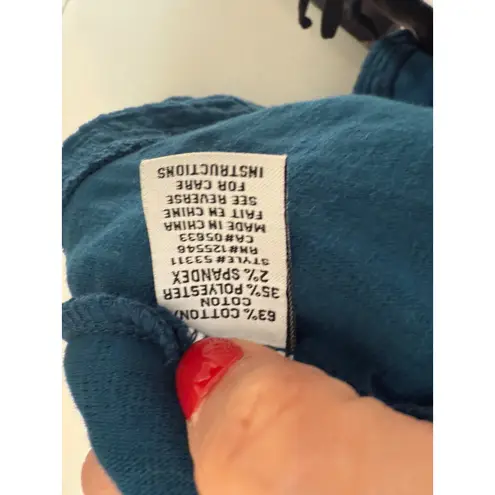 63% COTTON/
COTON
35% POLYESTER
2% SPANDEX
STYLE# 53311
RN#125546
CA#05633
MADE IN CHINA
FAIT EN CHINE
SEE REVERSE
FOR CARE
INSTRUCTIONS